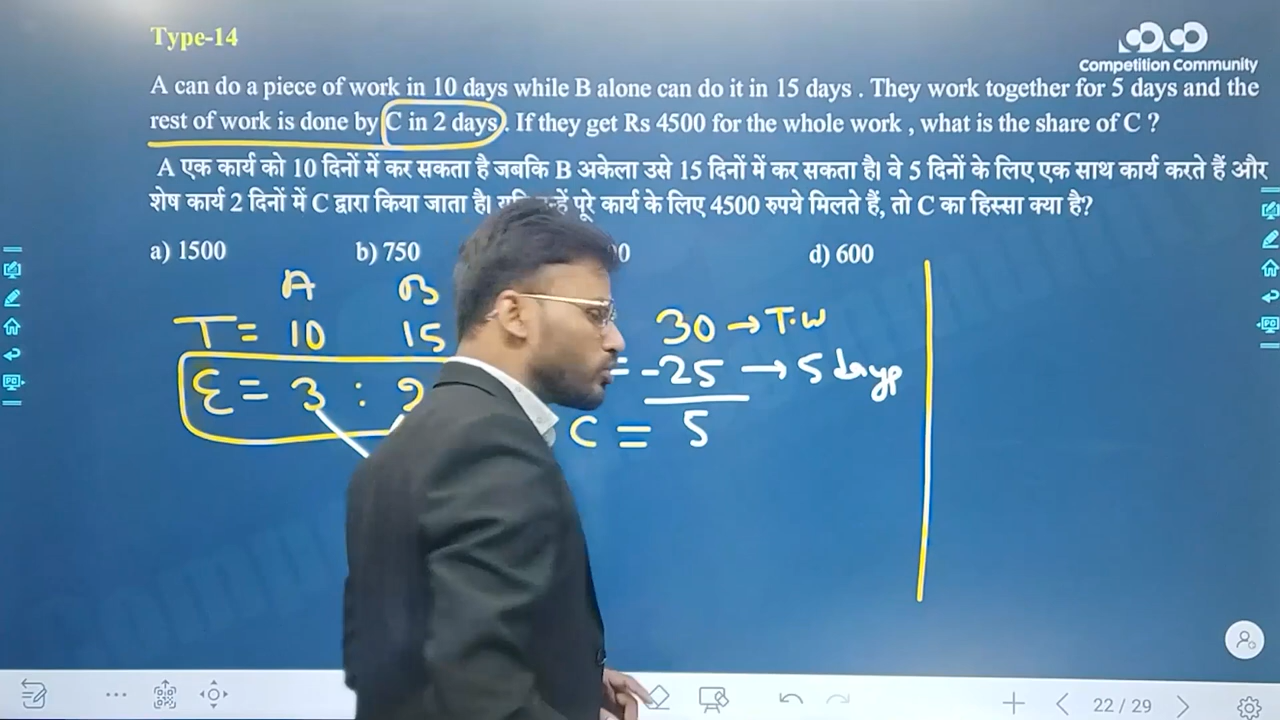 Type-14
Competition Community
A can do a piece of work in 10 days while B alone can do it in 15 days . They work together for 5 days and the
rest of work is done by C in 2 days . If they get Rs 4500 for the whole work , what is the share of C ?
A एक कार्य को 10 दिनों में कर सकता है जबकि B अकेला उसे 15 दिनों में कर सकता है। वे 5 दिनों के लिए एक साथ कार्य करते हैं और
शेष कार्य 2 दिनों में C द्वारा किया जाता है। पूरे कार्य के लिए 4500 रुपये मिलते हैं, तो C का हिस्सा क्या है?
a) 1500 b) 750 d) 600
A B
T = 10 15 30 → T.W
= -25 → 5 days
E = 3 : 2
C = 5
22 / 29